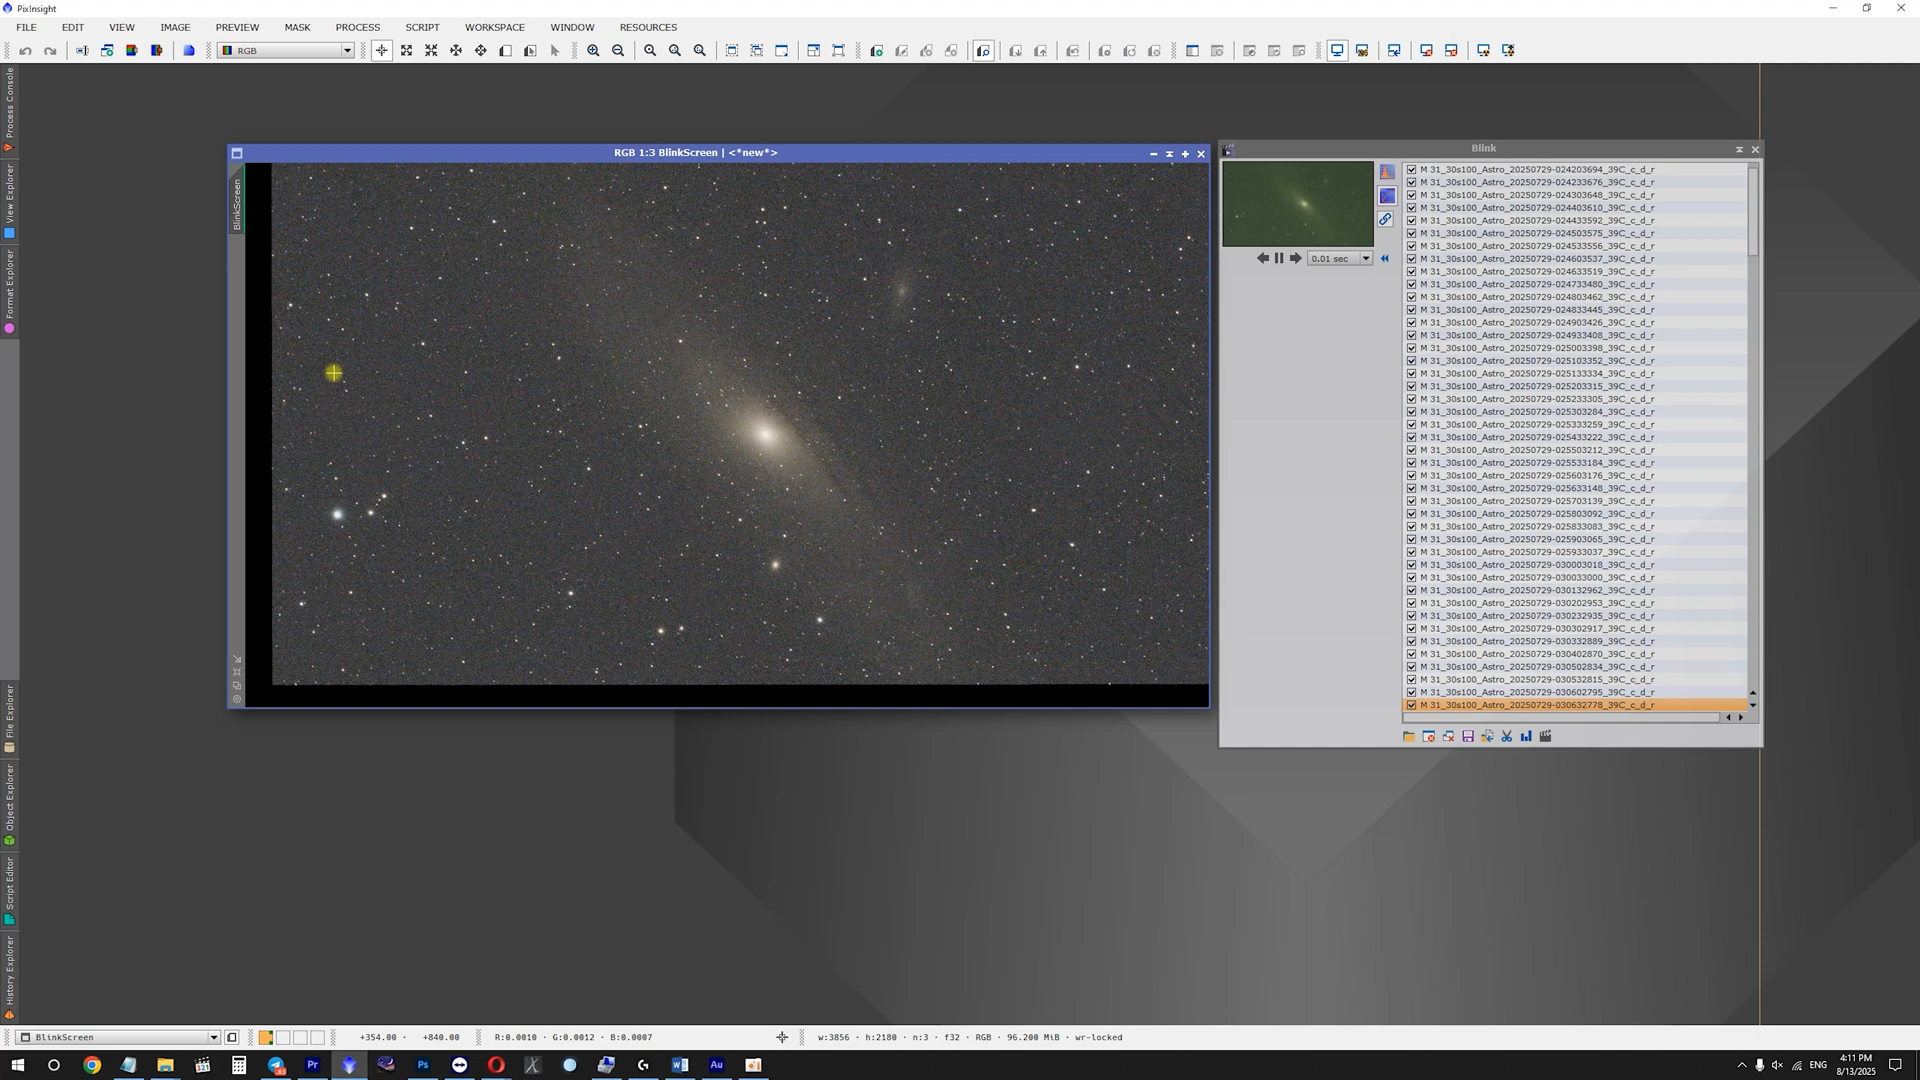 PixInsight
FILE EDIT VIEW IMAGE PREVIEW MASK PROCESS SCRIPT WORKSPACE WINDOW RESOURCES
RGB
Process Console
View Explorer
Format Explorer
File Explorer
Object Explorer
Script Editor
History Explorer
RGB 1:3 BlinkScreen | <*new*>
BlinkScreen
Blink
0.01 sec
M 31_30s100_Astro_20250729-024203694_39C_c_d_r
M 31_30s100_Astro_20250729-024233676_39C_c_d_r
M 31_30s100_Astro_20250729-024303648_39C_c_d_r
M 31_30s100_Astro_20250729-024403610_39C_c_d_r
M 31_30s100_Astro_20250729-024433592_39C_c_d_r
M 31_30s100_Astro_20250729-024503575_39C_c_d_r
M 31_30s100_Astro_20250729-024533556_39C_c_d_r
M 31_30s100_Astro_20250729-024603537_39C_c_d_r
M 31_30s100_Astro_20250729-024633519_39C_c_d_r
M 31_30s100_Astro_20250729-024733480_39C_c_d_r
M 31_30s100_Astro_20250729-024803462_39C_c_d_r
M 31_30s100_Astro_20250729-024833445_39C_c_d_r
M 31_30s100_Astro_20250729-024903426_39C_c_d_r
M 31_30s100_Astro_20250729-024933408_39C_c_d_r
M 31_30s100_Astro_20250729-025003398_39C_c_d_r
M 31_30s100_Astro_20250729-025103352_39C_c_d_r
M 31_30s100_Astro_20250729-025133334_39C_c_d_r
M 31_30s100_Astro_20250729-025203315_39C_c_d_r
M 31_30s100_Astro_20250729-025233305_39C_c_d_r
M 31_30s100_Astro_20250729-025303284_39C_c_d_r
M 31_30s100_Astro_20250729-025333259_39C_c_d_r
M 31_30s100_Astro_20250729-025433222_39C_c_d_r
M 31_30s100_Astro_20250729-025503212_39C_c_d_r
M 31_30s100_Astro_20250729-025533184_39C_c_d_r
M 31_30s100_Astro_20250729-025603176_39C_c_d_r
M 31_30s100_Astro_20250729-025633148_39C_c_d_r
M 31_30s100_Astro_20250729-025703139_39C_c_d_r
M 31_30s100_Astro_20250729-025803092_39C_c_d_r
M 31_30s100_Astro_20250729-025833083_39C_c_d_r
M 31_30s100_Astro_20250729-025903065_39C_c_d_r
M 31_30s100_Astro_20250729-025933037_39C_c_d_r
M 31_30s100_Astro_20250729-030003018_39C_c_d_r
M 31_30s100_Astro_20250729-030033000_39C_c_d_r
M 31_30s100_Astro_20250729-030132962_39C_c_d_r
M 31_30s100_Astro_20250729-030202953_39C_c_d_r
M 31_30s100_Astro_20250729-030232935_39C_c_d_r
M 31_30s100_Astro_20250729-030302917_39C_c_d_r
M 31_30s100_Astro_20250729-030332889_39C_c_d_r
M 31_30s100_Astro_20250729-030402870_39C_c_d_r
M 31_30s100_Astro_20250729-030502834_39C_c_d_r
M 31_30s100_Astro_20250729-030532815_39C_c_d_r
M 31_30s100_Astro_20250729-030602795_39C_c_d_r
M 31_30s100_Astro_20250729-030632778_39C_c_d_r
BlinkScreen +354.00 · +840.00 R:0.0010 · G:0.0012 · B:0.0007 w:3856 · h:2180 · n:3 · f32 · RGB · 96.200 MiB · wr-locked
321 Pr Ps Au ENG
4:11 PM
8/13/2025